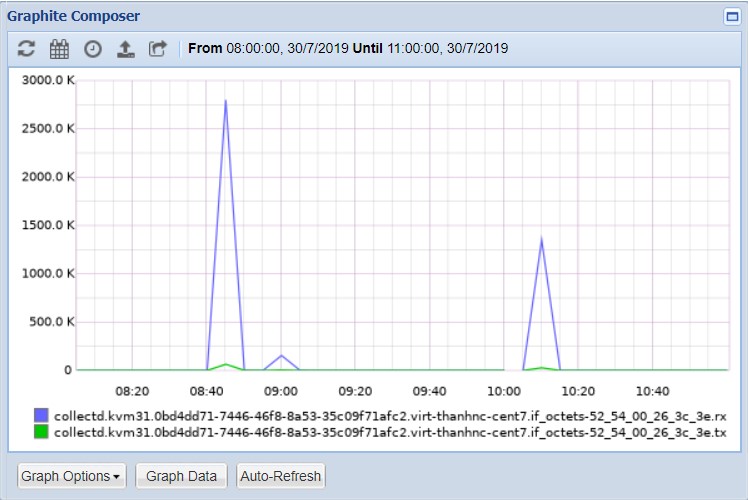 Graphite Composer
From 08:00:00, 30/7/2019 Until 11:00:00, 30/7/2019
3000.0 K
2500.0 K
2000.0 K
1500.0 K
1000.0 K
500.0 K
0
08:20 08:40 09:00 09:20 09:40 10:00 10:20 10:40
collectd.kvm31.0bd4dd71-7446-46f8-8a53-35c09f71afc2.virt-thanhnc-cent7.if_octets-52_54_00_26_3c_3e.rx
collectd.kvm31.0bd4dd71-7446-46f8-8a53-35c09f71afc2.virt-thanhnc-cent7.if_octets-52_54_00_26_3c_3e.tx
Graph Options Graph Data Auto-Refresh